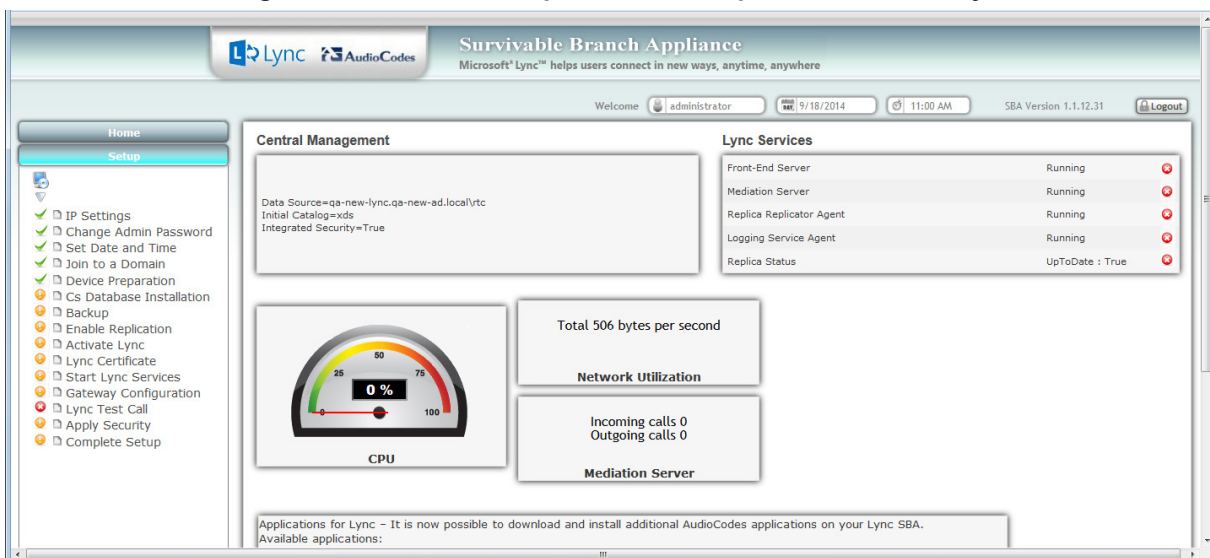 Lync AudioCodes
Survivable Branch Appliance
Microsoft® Lync™ helps users connect in new ways, anytime, anywhere
Welcome administrator 9/18/2014 11:00 AM SBA Version 1.1.12.31 Logout
Home
Setup
IP Settings
Change Admin Password
Set Date and Time
Join to a Domain
Device Preparation
Cs Database Installation
Backup
Enable Replication
Activate Lync
Lync Certificate
Start Lync Services
Gateway Configuration
Lync Test Call
Apply Security
Complete Setup
Central Management
Data Source=qa-new-lync.qa-new-ad.local\rtc
Initial Catalog=xds
Integrated Security=True
Lync Services
Front-End Server Running
Mediation Server Running
Replica Replicator Agent Running
Logging Service Agent Running
Replica Status UpToDate : True
0 25 50 75 100
0 %
CPU
Total 506 bytes per second
Network Utilization
Incoming calls 0
Outgoing calls 0
Mediation Server
Applications for Lync – It is now possible to download and install additional AudioCodes applications on your Lync SBA.
Available applications: